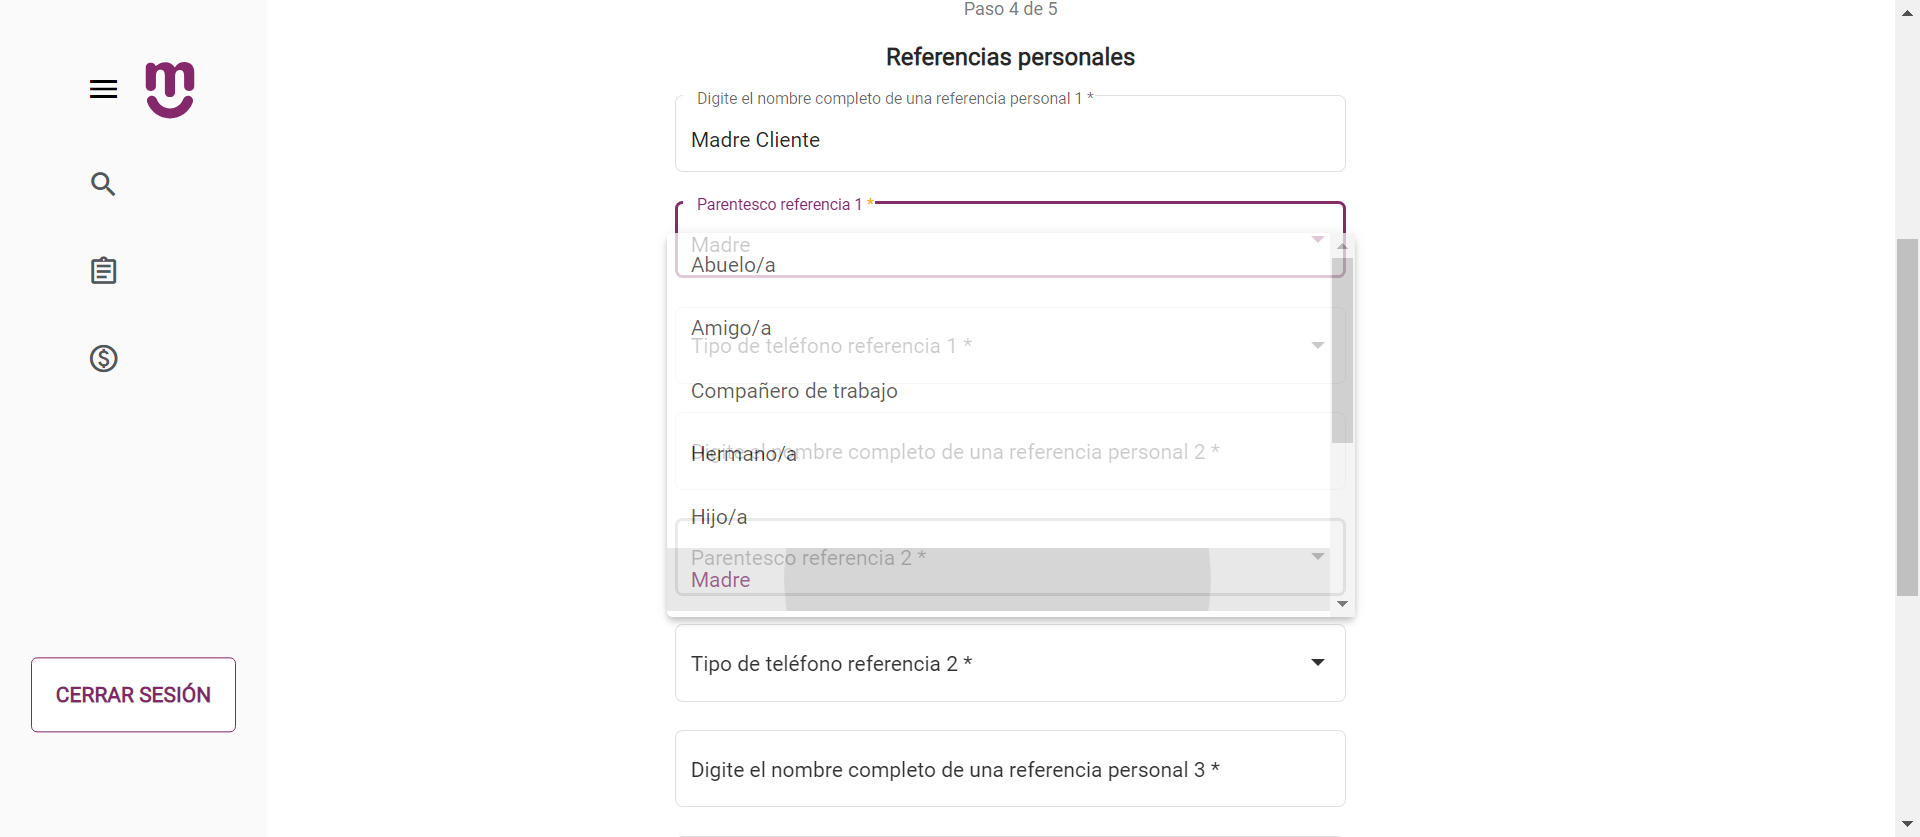 Paso 4 de 5
Referencias personales
Digite el nombre completo de una referencia personal 1 *
Madre Cliente
Parentesco referencia 1 *
Madre
Abuelo/a
Amigo/a
Tipo de teléfono referencia 1 *
Compañero de trabajo
Digite el nombre completo de una referencia personal 2 *
Hermano/a
Hijo/a
Parentesco referencia 2 *
Madre
Tipo de teléfono referencia 2 *
CERRAR SESIÓN
Digite el nombre completo de una referencia personal 3 *